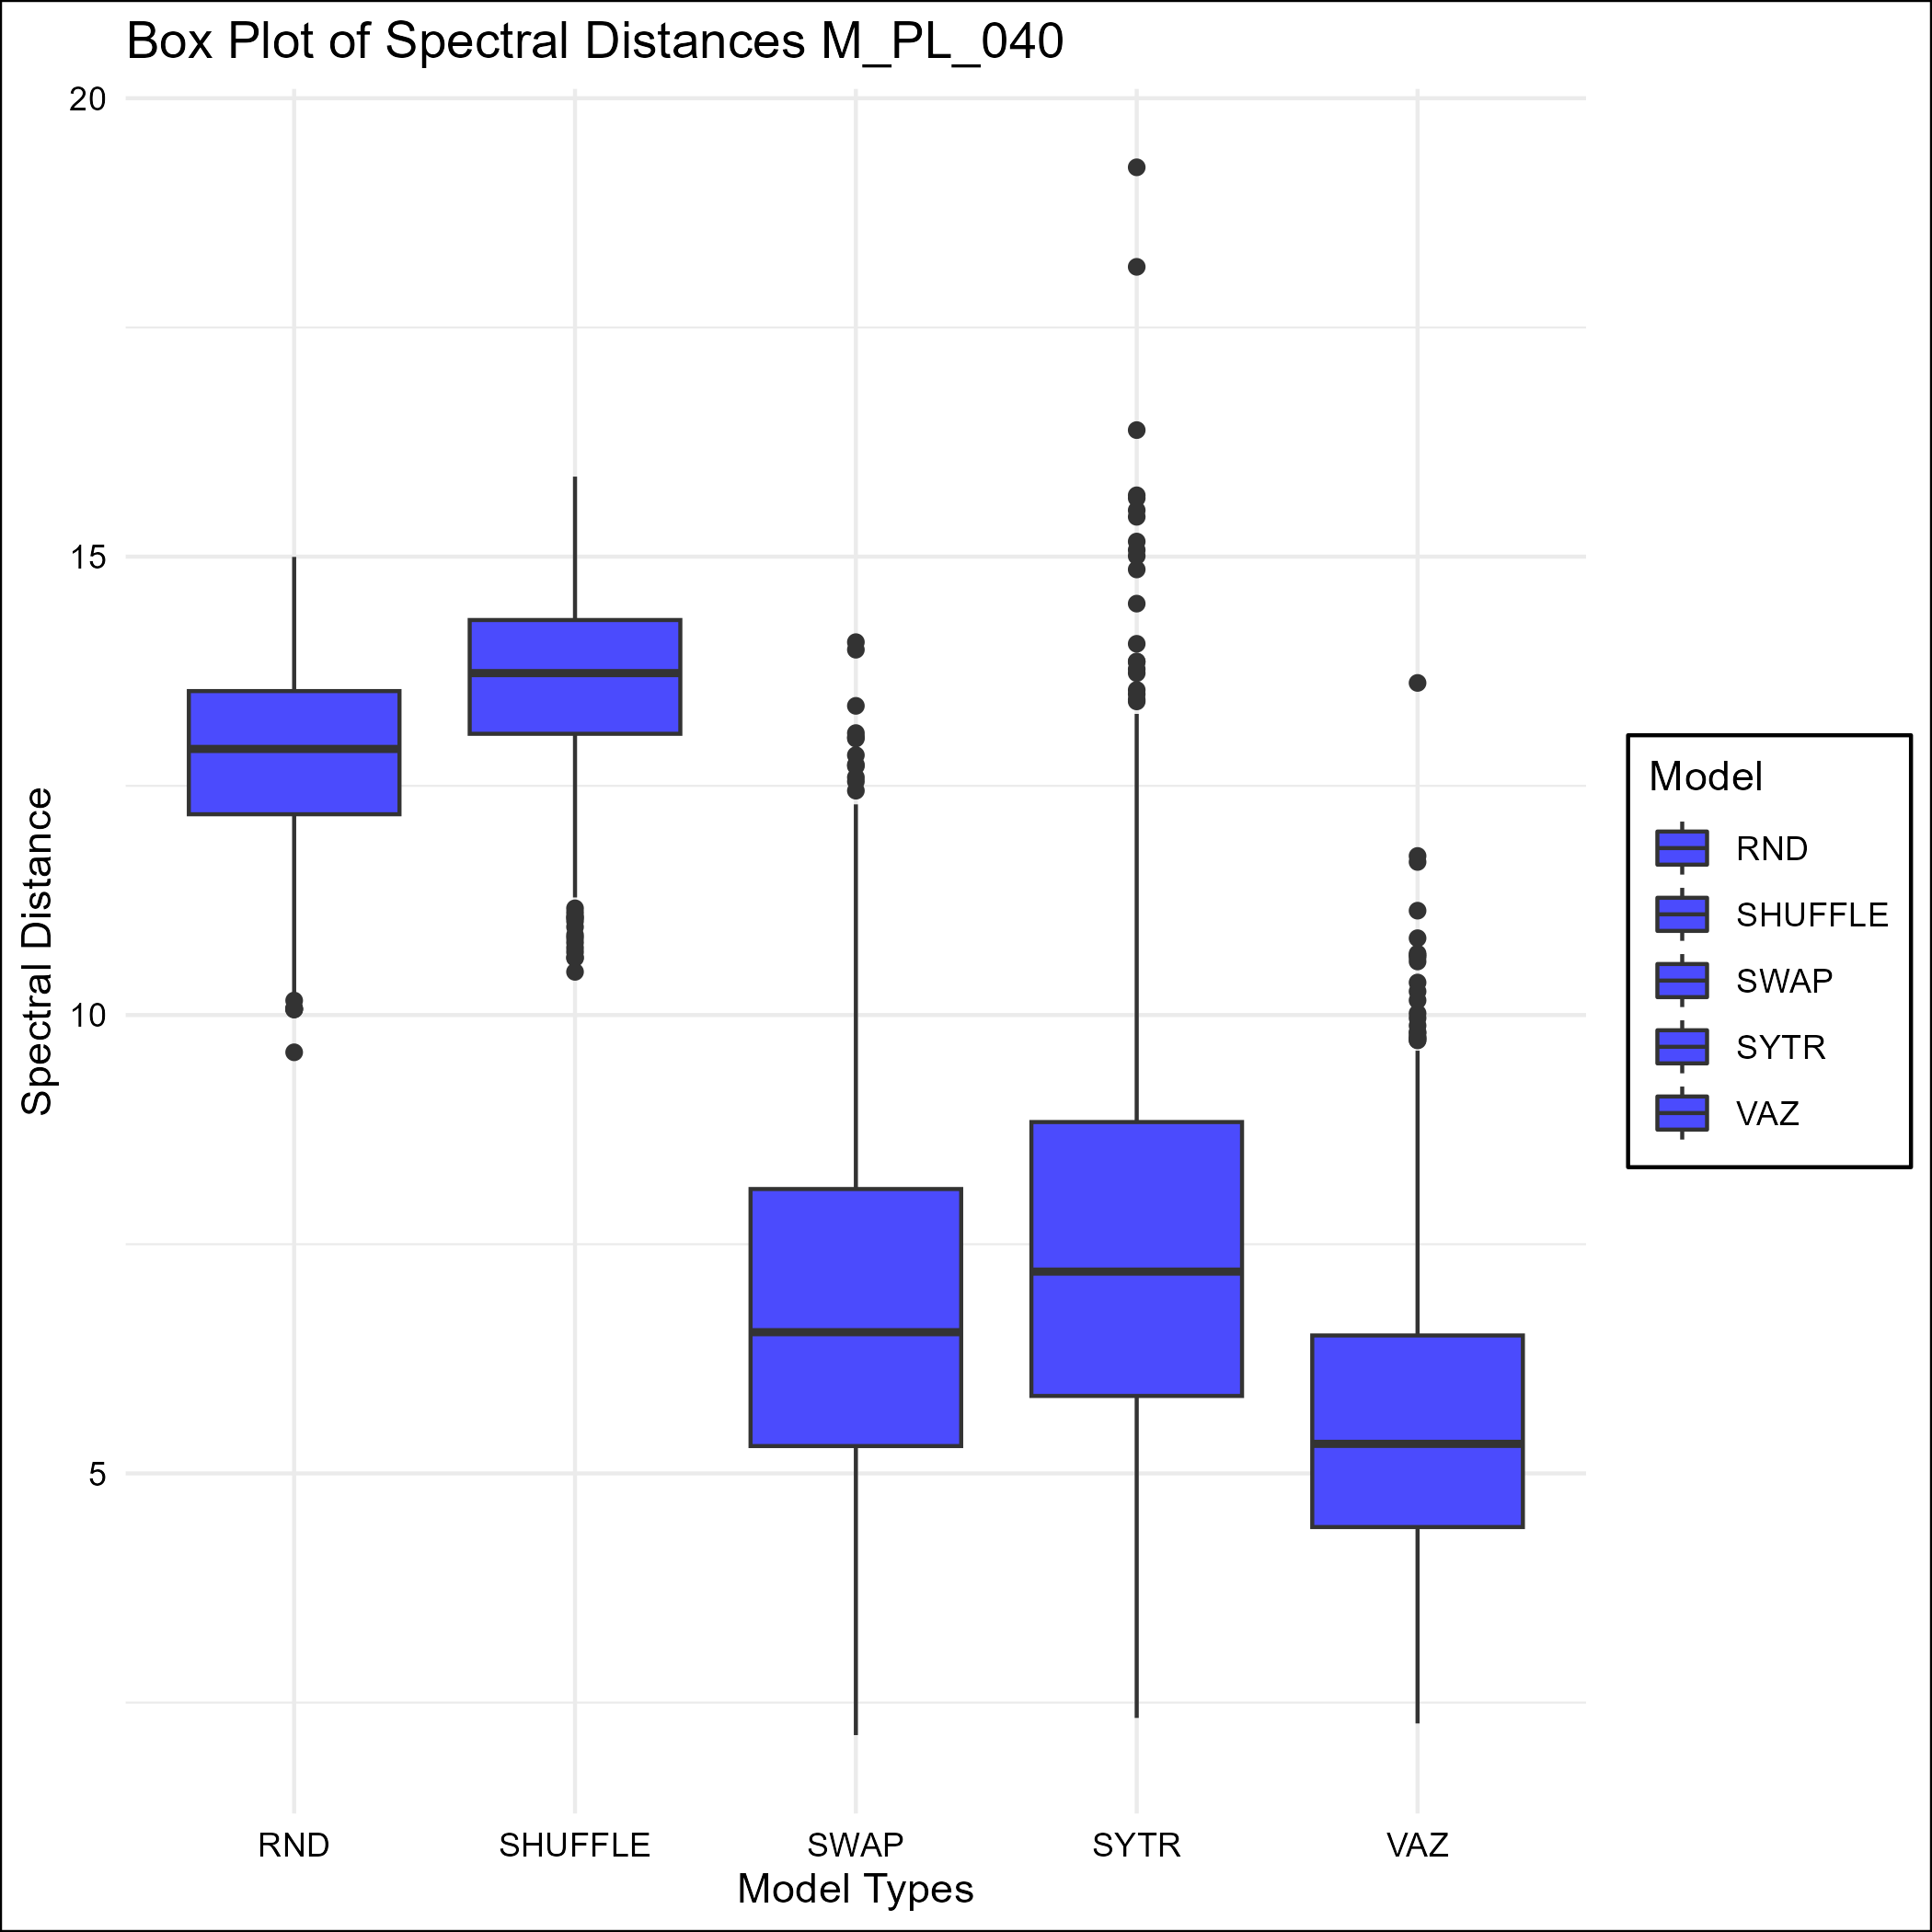 Box Plot of Spectral Distances M_PL_040
20
15
10
5
Spectral Distance
RND
SHUFFLE
SWAP
SYTR
VAZ
Model Types
Model
RND
SHUFFLE
SWAP
SYTR
VAZ